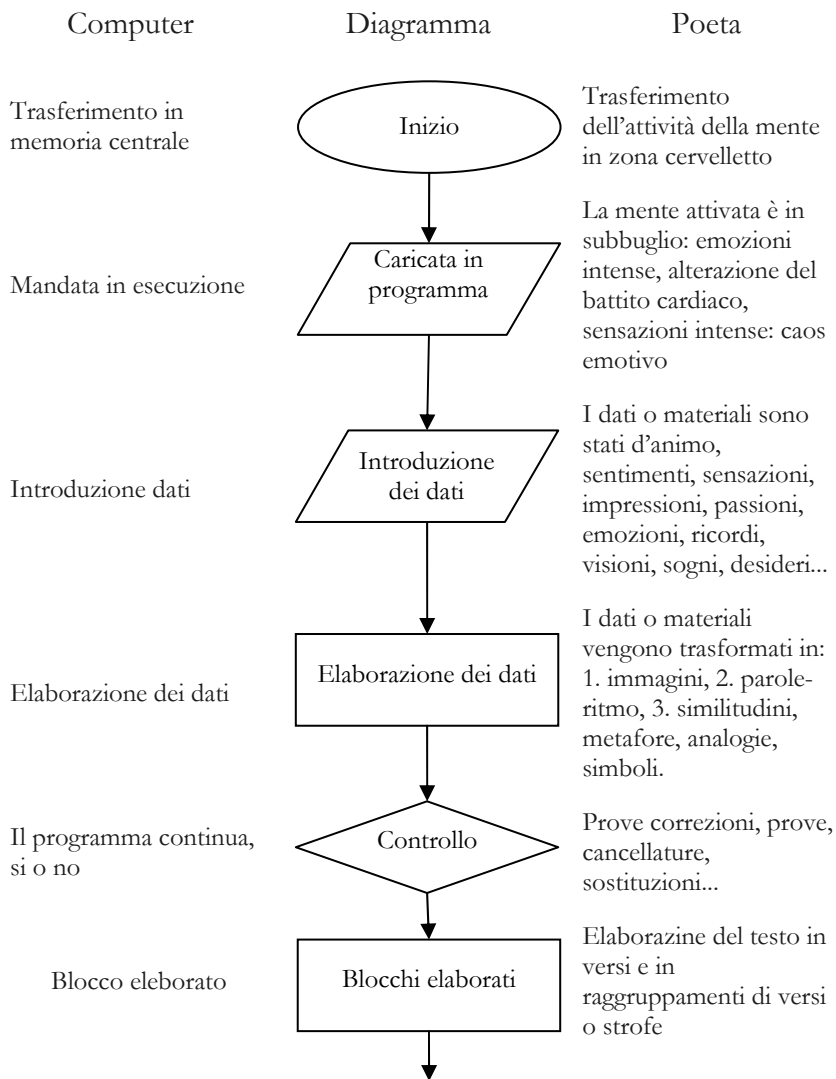 Computer
Diagramma
Poeta
Trasferimento in
memoria centrale
Inizio
Trasferimento
dell'attività della mente
in zona cervelletto
Mandata in esecuzione
Caricata in
programma
La mente attivata è in
subbuglio: emozioni
intense, alterazione del
battito cardiaco,
sensazioni intense: caos
emotivo
Introduzione dati
Introduzione
dei dati
I dati o materiali sono
stati d'animo,
sentimenti, sensazioni,
impressioni, passioni,
emozioni, ricordi,
visioni, sogni, desideri...
Elaborazione dei dati
Elaborazione dei dati
I dati o materiali
vengono trasformati in:
1. immagini, 2. parole-
ritmo, 3. similitudini,
metafore, analogie,
simboli.
Il programma continua,
si o no
Controllo
Prove correzioni, prove,
cancellature,
sostituzioni...
Blocco eleborato
Blocchi elaborati
Elaborazine del testo in
versi e in
raggruppamenti di versi
o strofe